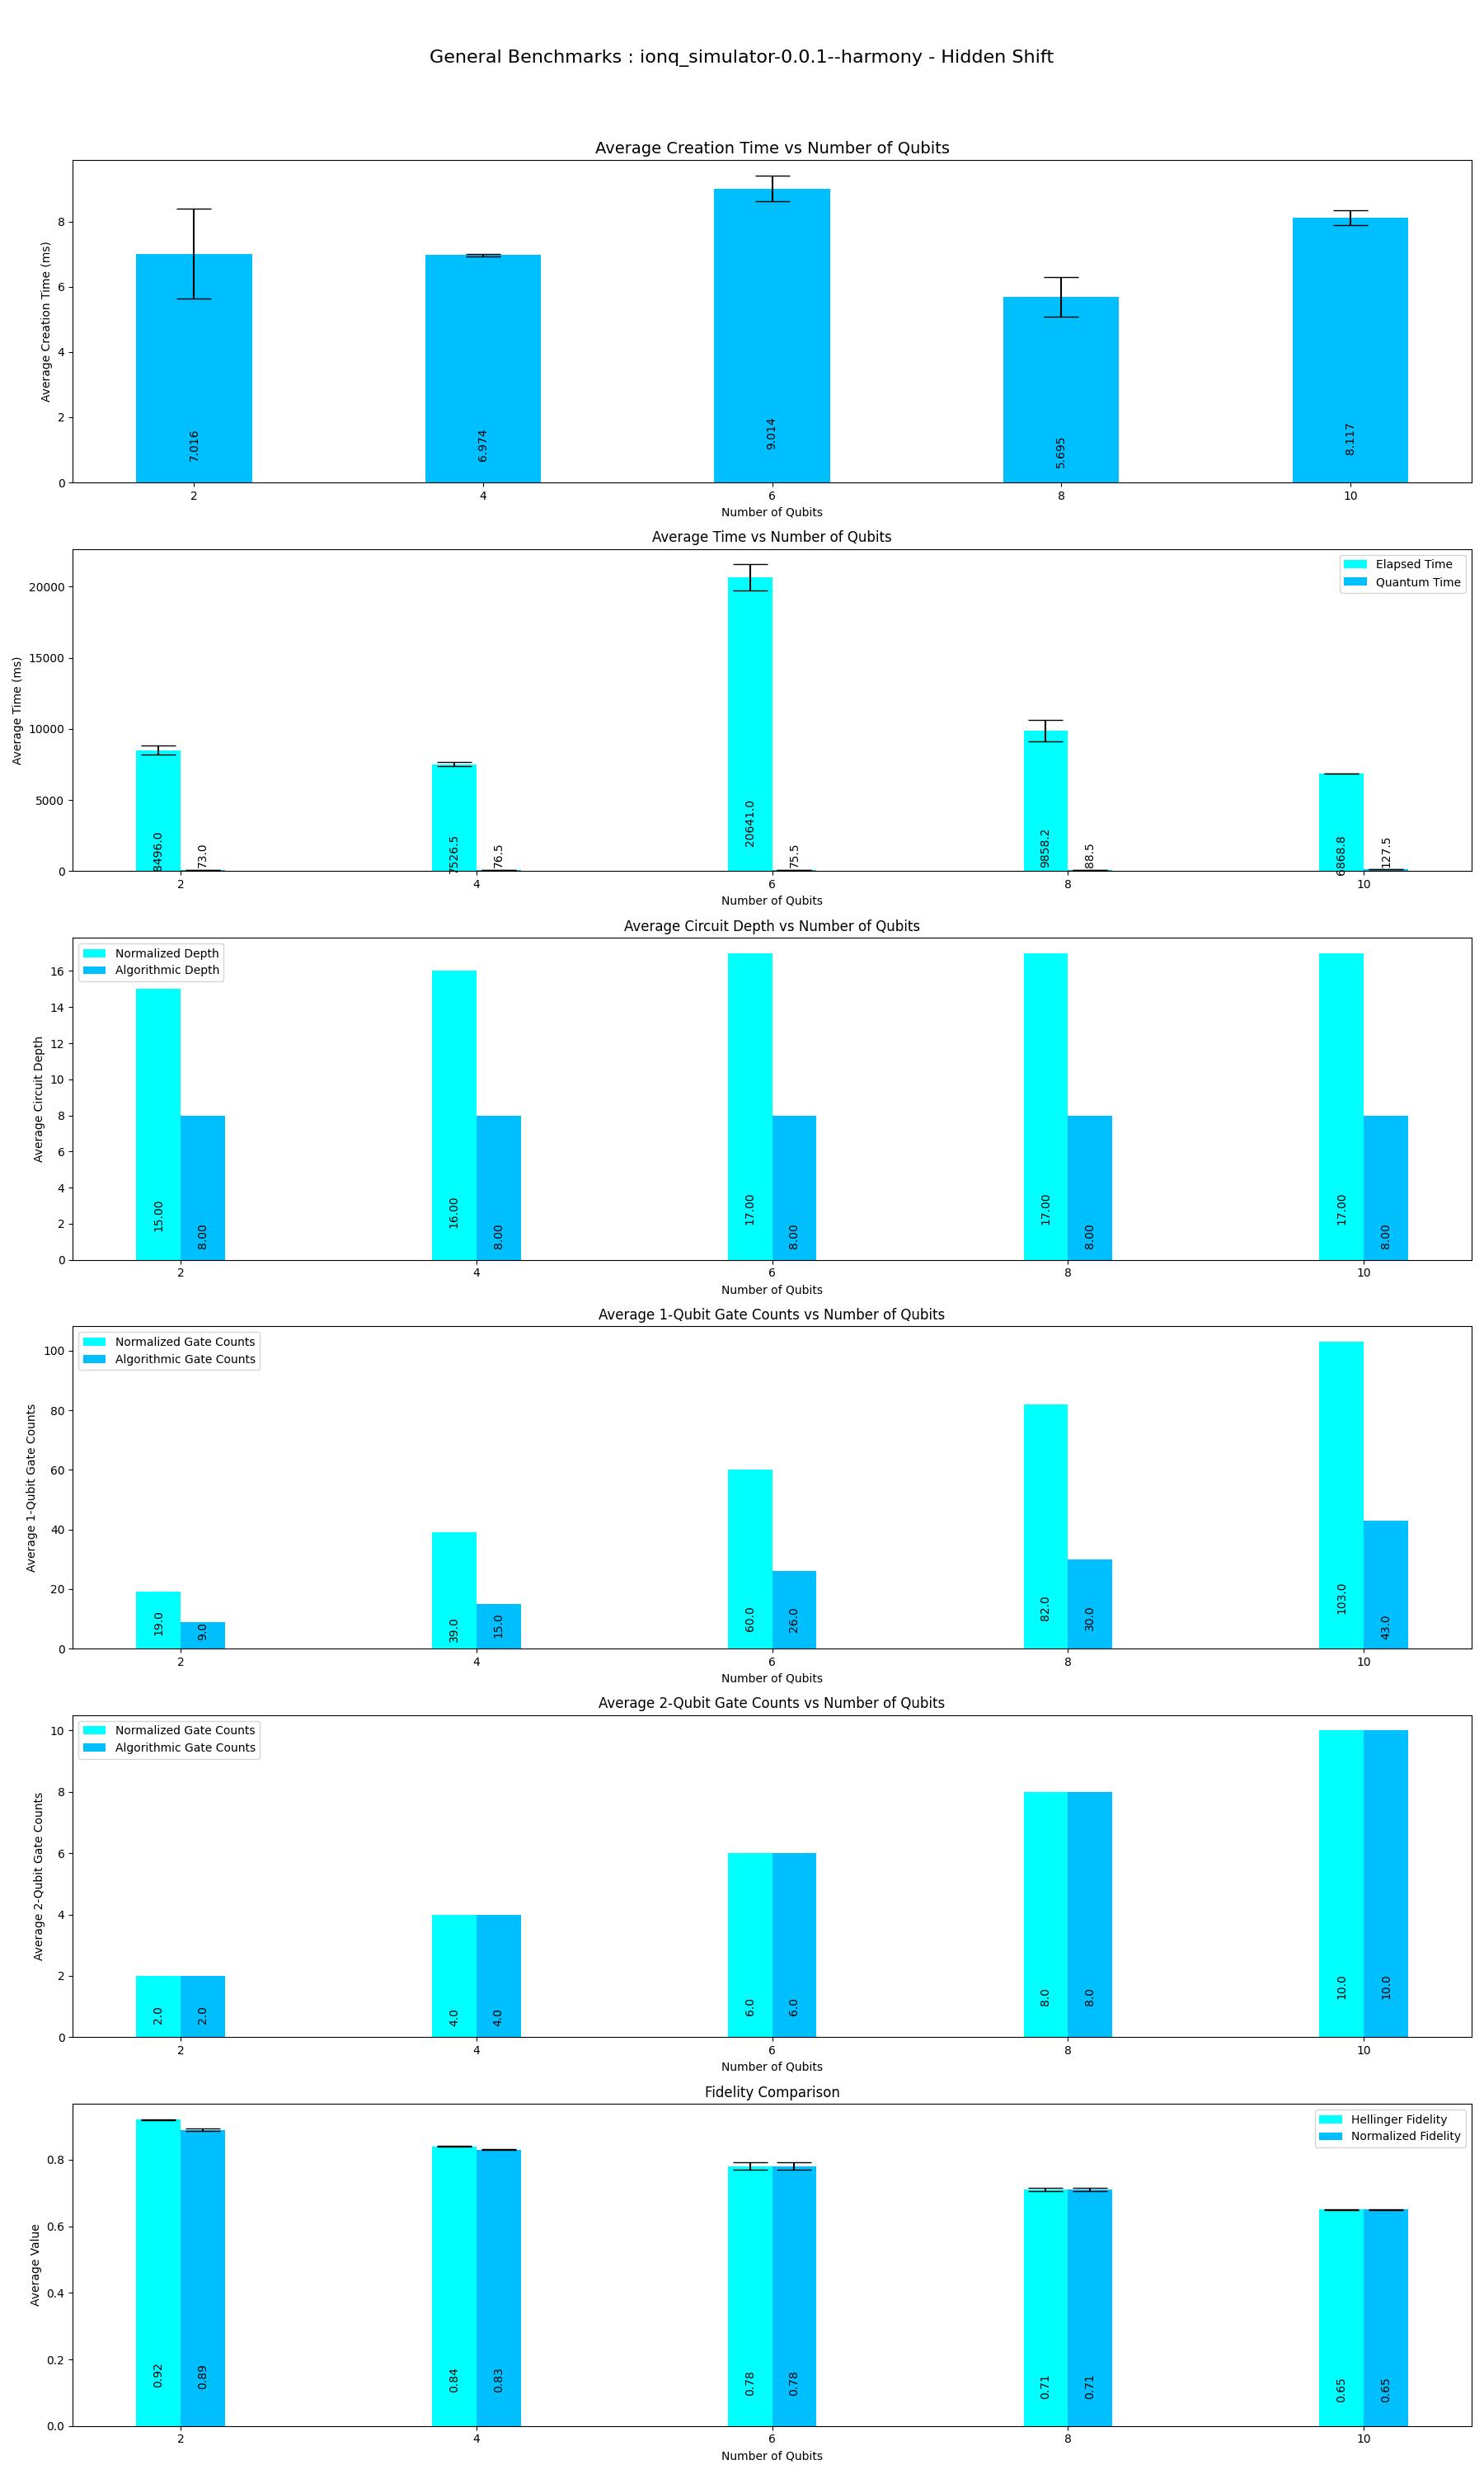 General Benchmarks : ionq_simulator-0.0.1--harmony - Hidden Shift
Average Creation Time vs Number of Qubits
Average Creation Time (ms)
8
6
4
2
0
7.016
6.974
9.014
5.695
8.117
2 4 6 8 10
Number of Qubits
Average Time vs Number of Qubits
Average Time (ms)
Elapsed Time
Quantum Time
20000
15000
10000
5000
0
8496.0
73.0
7526.5
76.5
20641.0
75.5
9858.2
88.5
6868.8
127.5
2 4 6 8 10
Number of Qubits
Average Circuit Depth vs Number of Qubits
Average Circuit Depth
Normalized Depth
Algorithmic Depth
16
14
12
10
8
6
4
2
0
15.00
8.00
16.00
8.00
17.00
8.00
17.00
8.00
17.00
8.00
2 4 6 8 10
Number of Qubits
Average 1-Qubit Gate Counts vs Number of Qubits
Average 1-Qubit Gate Counts
Normalized Gate Counts
Algorithmic Gate Counts
100
80
60
40
20
0
19.0
9.0
39.0
15.0
60.0
26.0
82.0
30.0
103.0
43.0
2 4 6 8 10
Number of Qubits
Average 2-Qubit Gate Counts vs Number of Qubits
Average 2-Qubit Gate Counts
Normalized Gate Counts
Algorithmic Gate Counts
10
8
6
4
2
0
2.0
2.0
4.0
4.0
6.0
6.0
8.0
8.0
10.0
10.0
2 4 6 8 10
Number of Qubits
Fidelity Comparison
Average Value
Hellinger Fidelity
Normalized Fidelity
0.8
0.6
0.4
0.2
0.0
0.92
0.89
0.84
0.83
0.78
0.78
0.71
0.71
0.65
0.65
2 4 6 8 10
Number of Qubits